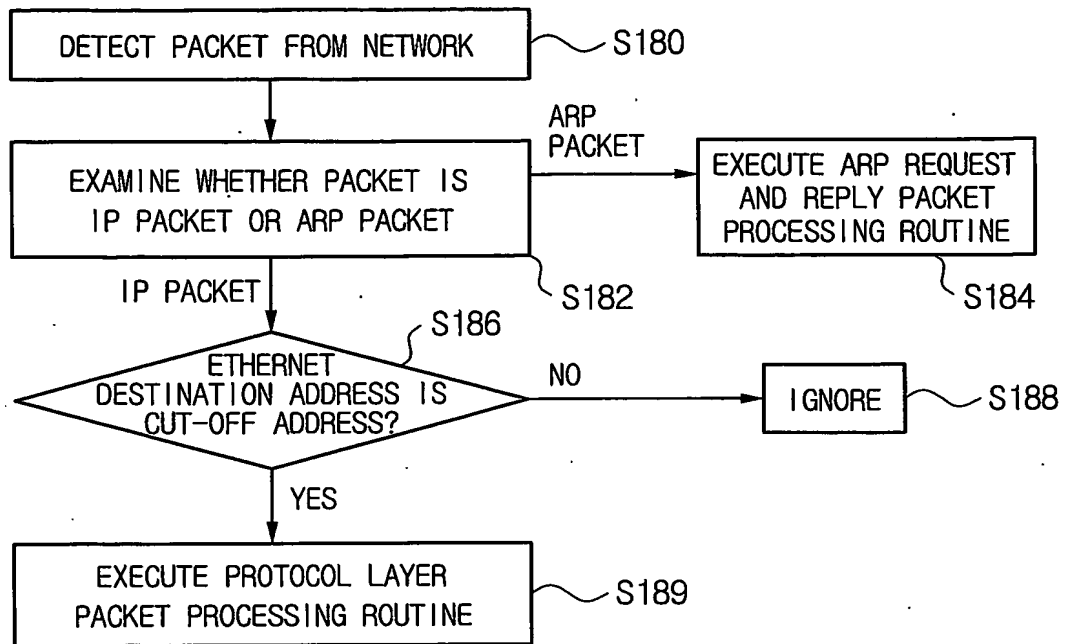 DETECT PACKET FROM NETWORK
S180
ARP
PACKET
EXAMINE WHETHER PACKET IS
IP PACKET OR ARP PACKET
S182
EXECUTE ARP REQUEST
AND REPLY PACKET
PROCESSING ROUTINE
S184
IP PACKET
S186
ETHERNET
DESTINATION ADDRESS IS
CUT-OFF ADDRESS?
NO
IGNORE
S188
YES
EXECUTE PROTOCOL LAYER
PACKET PROCESSING ROUTINE
S189